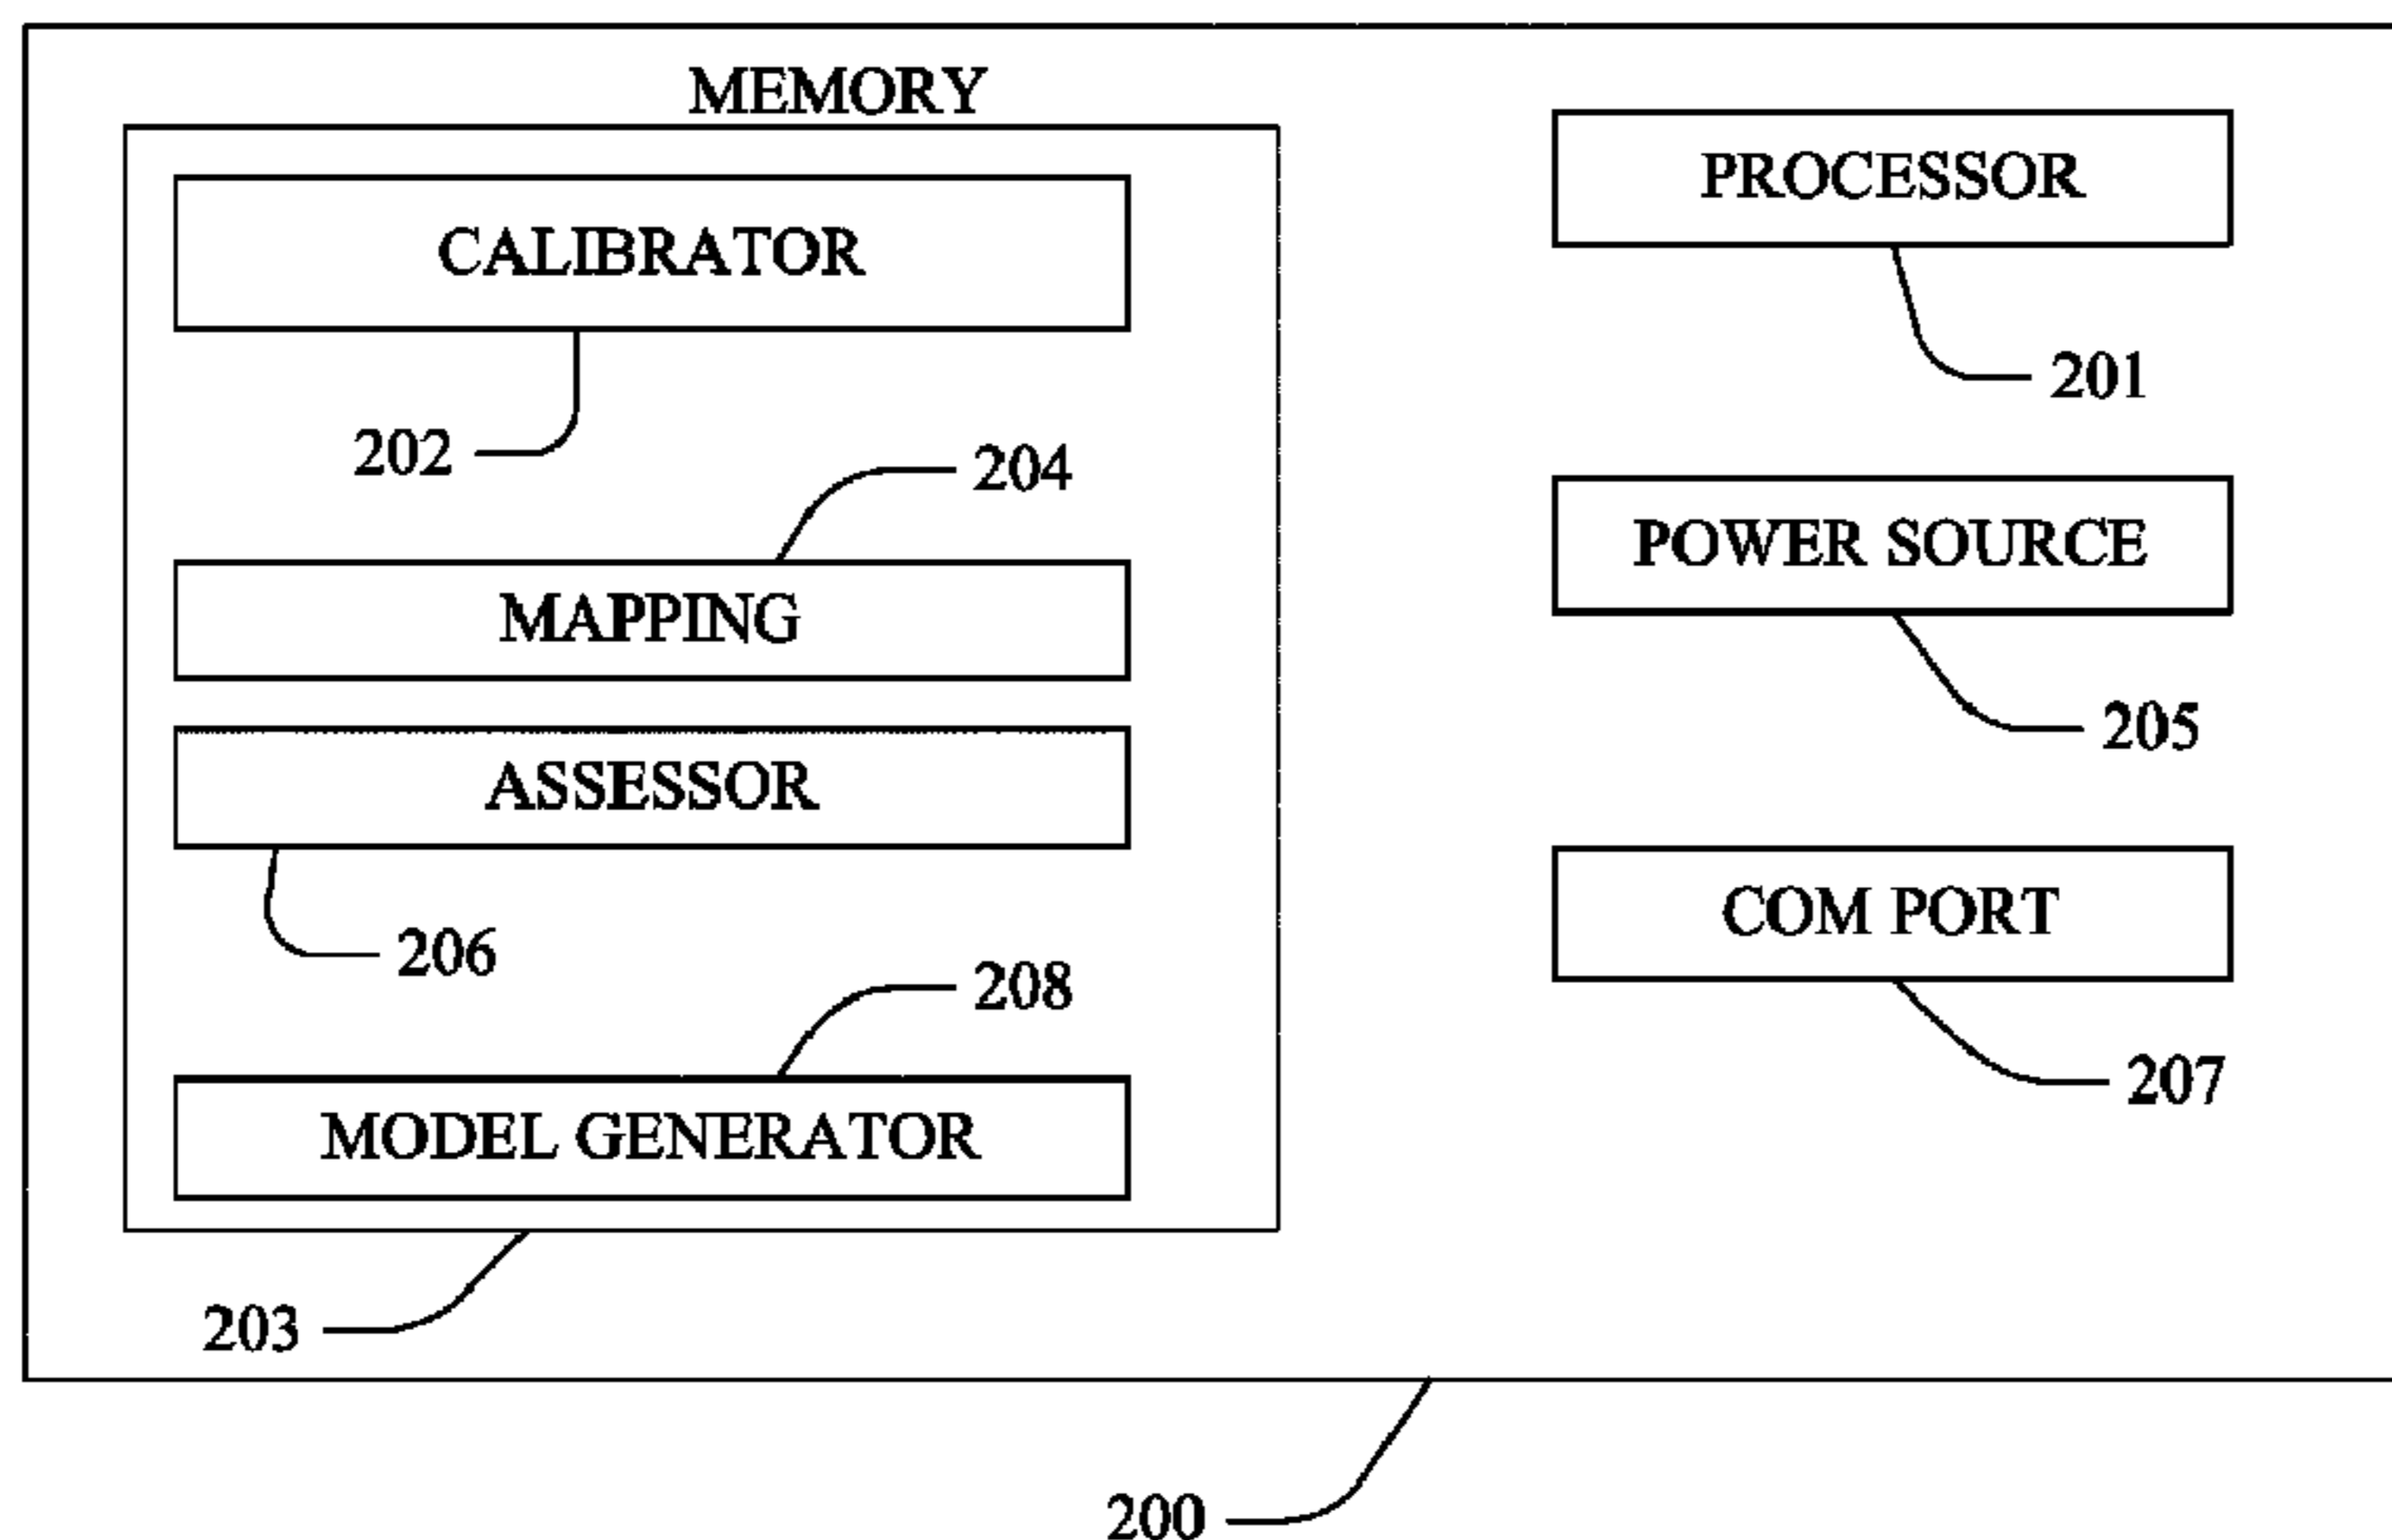 MEMORY
CALIBRATOR
202
204
MAPPING
ASSESSOR
206
208
MODEL GENERATOR
203
PROCESSOR
201
POWER SOURCE
205
COM PORT
207
200